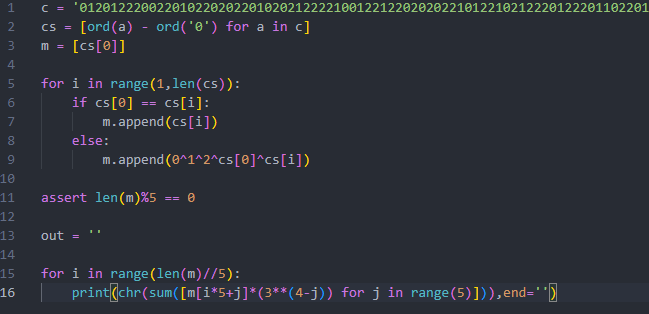 1 c = '01201222002201022020220102021222210012212202020221012210212220122201102201
2 cs = [ord(a) - ord('0') for a in c]
3 m = [cs[0]]
4
5 for i in range(1,len(cs)):
6 if cs[0] == cs[i]:
7 m.append(cs[i])
8 else:
9 m.append(0^1^2^cs[0]^cs[i])
10
11 assert len(m)%5 == 0
12
13 out = ''
14
15 for i in range(len(m)//5):
16 print(chr(sum([m[i*5+j]*(3**(4-j)) for j in range(5)])),end='')